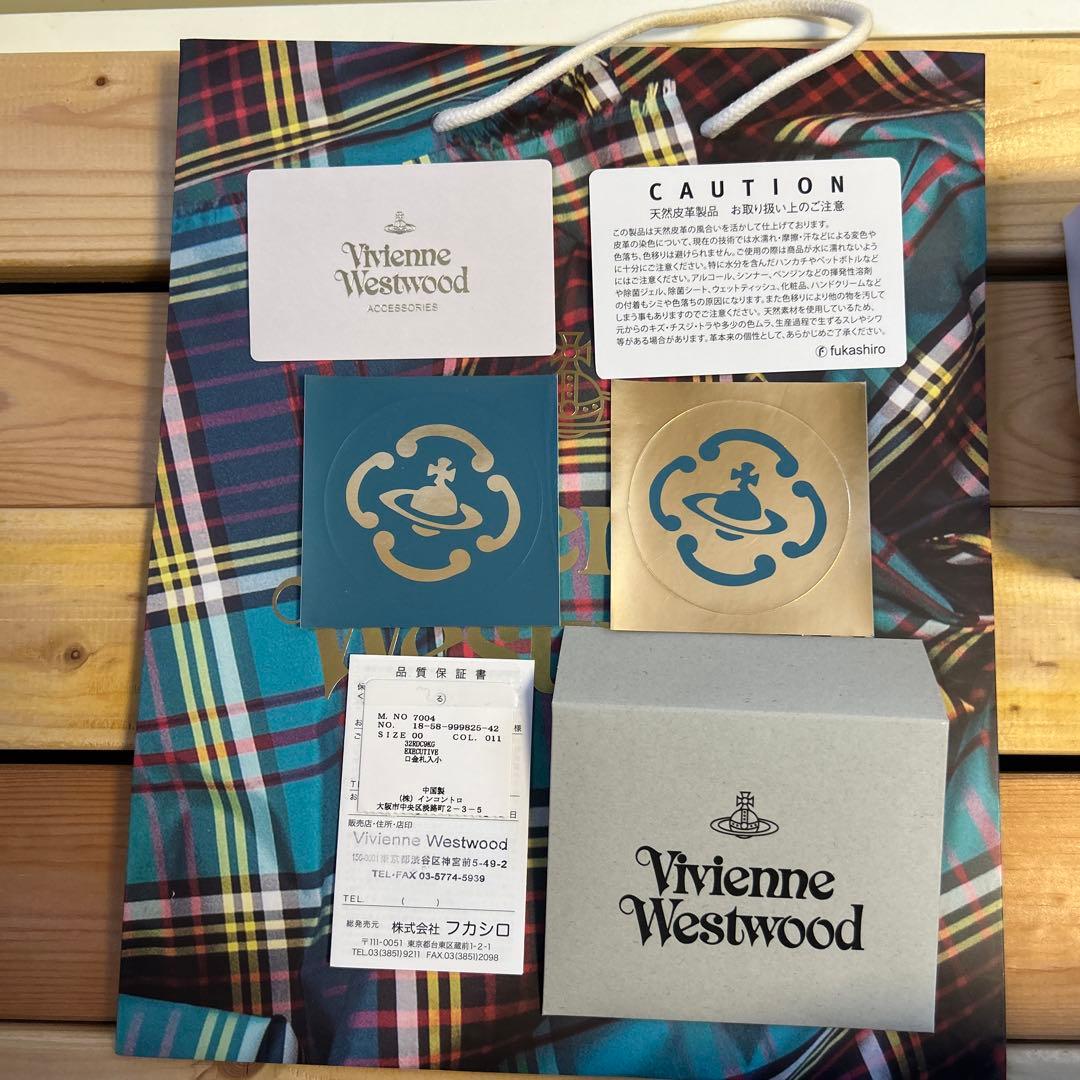 Vivienne
Westwood
ACCESSORIES
CAUTION
天然皮革製品 お取り扱い上のご注意
この製品は天然皮革の風合いを活かして仕上げております。
皮革の染色について、現在の技術では水濡れ・摩擦・汗などによる変色や
色落ち、色移りは避けられません。ご使用の際は商品が水に濡れないよう
に十分にご注意ください。特に水分を含んだハンカチやペットボトルなど
にはご注意ください。アルコール、シンナー、ベンジンなどの揮発性溶剤
や除菌ジェル、除菌シート、ウェットティッシュ、化粧品、ハンドクリームなど
の付着もシミや色落ちの原因になります。また色移りにより他の物を汚して
しまう事もありますのでご注意ください。天然素材を使用しているため、
元からのキズ・チスジ・トラや多少の色ムラ、生産過程で生ずるスレやシワ
等がある場合があります。革本来の個性として、あらかじめご了承ください。
fukashiro
品質保証書
る
M. NO 7004
NO. 18-58-999825-42
様
SIZE 00 COL. 011
32RDC9KG
EXECUTIVE
口金札入小
中国製
(株) インコントロ
大阪市中央区淡路町2-3-5
日
販売店・住所・店印
Vivienne Westwood
150-0001東京都渋谷区神宮前5-49-2
TEL・FAX 03-5774-5939
TEL. ( )
総発売元 株式会社 フカシロ
〒111-0051 東京都台東区蔵前1-2-1
TEL.03(3851)9211 FAX.03(3851)2098
Vivienne
Westwood